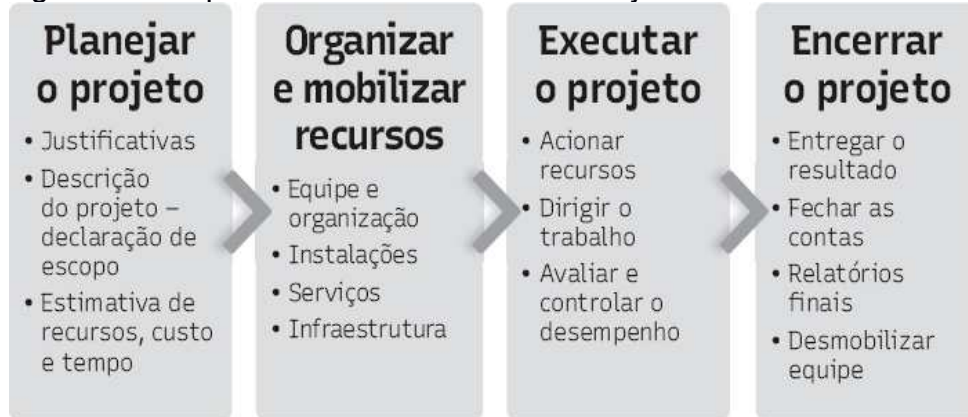 Planejar
o projeto
• Justificativas
• Descrição
do projeto –
declaração de
escopo
• Estimativa de
recursos, custo
e tempo
Organizar
e mobilizar
recursos
• Equipe e
organização
• Instalações
• Serviços
• Infraestrutura
Executar
o projeto
• Acionar
recursos
• Dirigir o
trabalho
• Avaliar e
controlar o
desempenho
Encerrar
o projeto
• Entregar o
resultado
• Fechar as
contas
• Relatórios
finais
• Desmobilizar
equipe